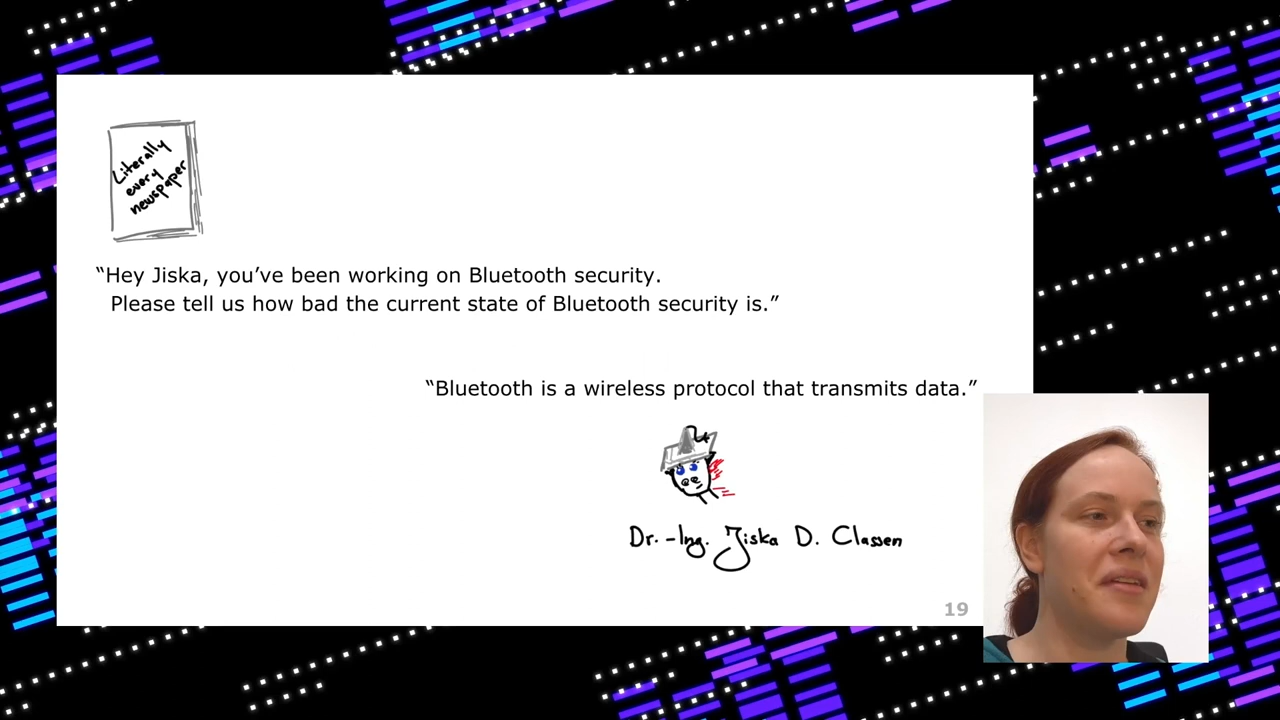 Literally
every
newspaper
“Hey Jiska, you’ve been working on Bluetooth security.
Please tell us how bad the current state of Bluetooth security is.”
“Bluetooth is a wireless protocol that transmits data.”
Dr.-Ing. Jiska D. Classen
19